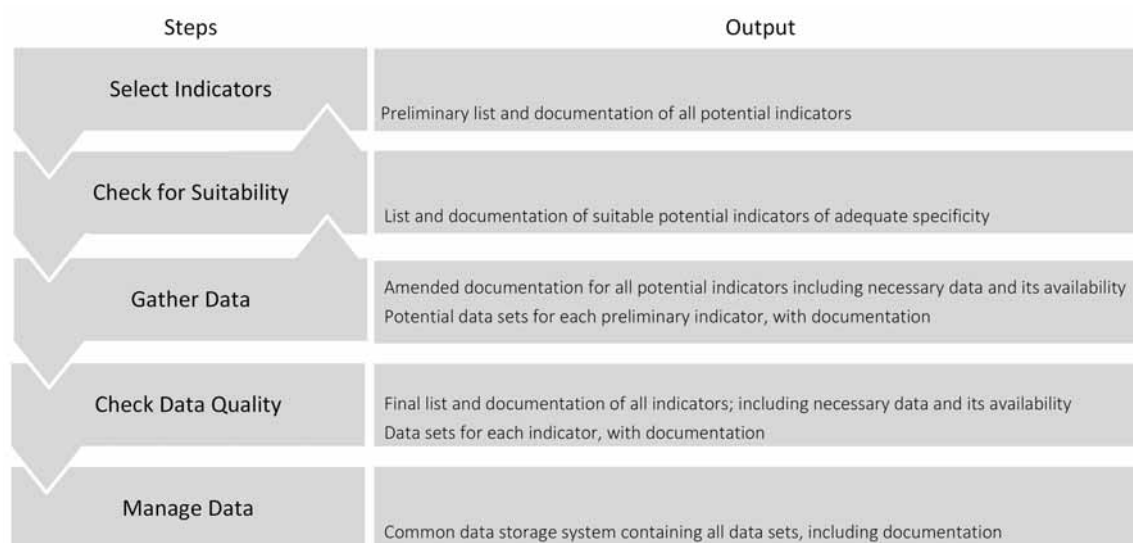 Steps
Output
Select Indicators
Preliminary list and documentation of all potential indicators
Check for Suitability
List and documentation of suitable potential indicators of adequate specificity
Gather Data
Amended documentation for all potential indicators including necessary data and its availability
Potential data sets for each preliminary indicator, with documentation
Check Data Quality
Final list and documentation of all indicators; including necessary data and its availability
Data sets for each indicator, with documentation
Manage Data
Common data storage system containing all data sets, including documentation